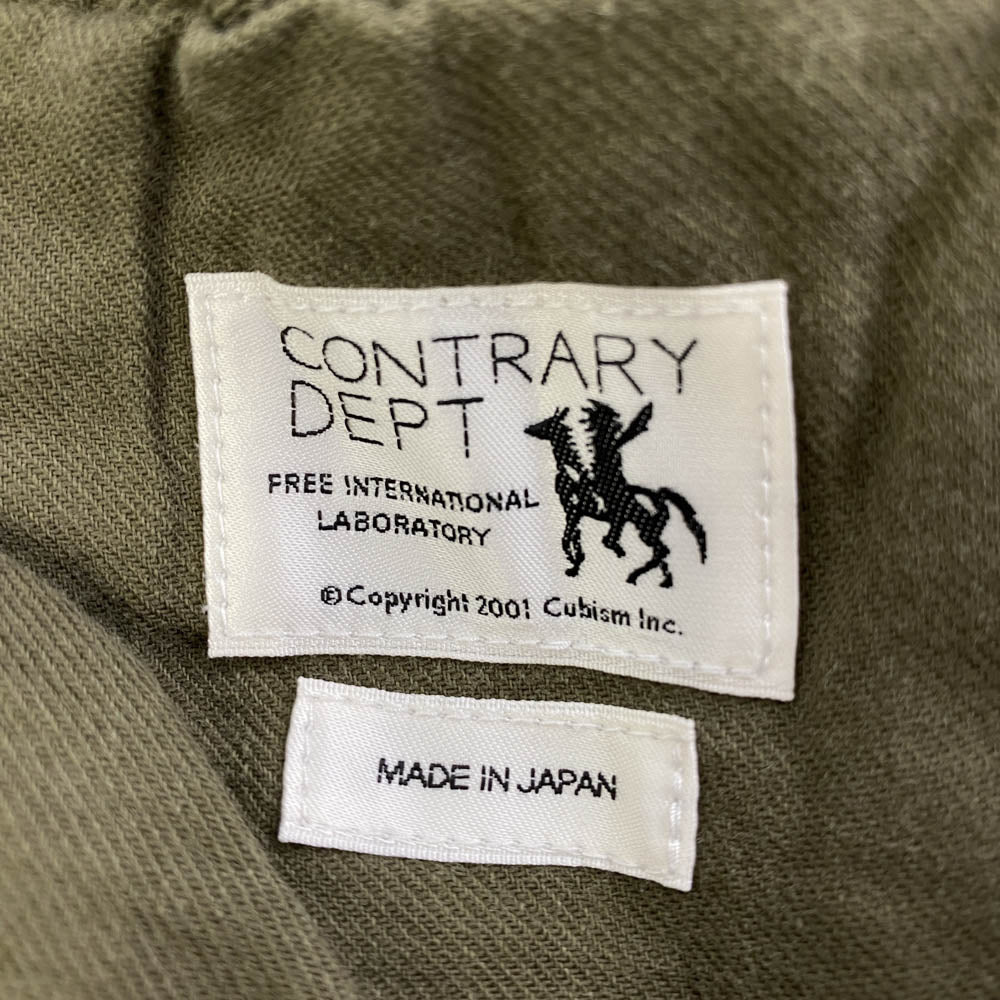 CONTRARY
DEPT
FREE INTERNATIONAL
LABORATORY
©Copyright 2001 Cubism Inc.
MADE IN JAPAN